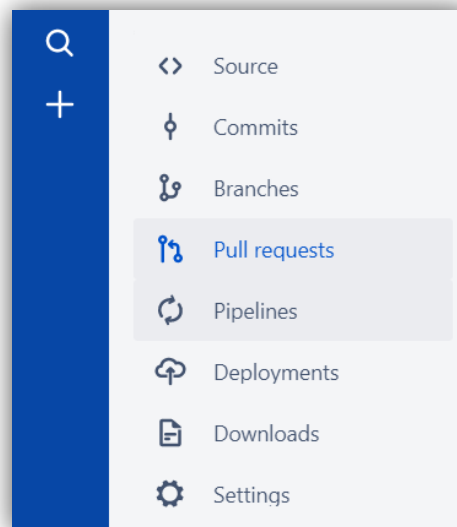 Source
Commits
Branches
Pull requests
Pipelines
Deployments
Downloads
Settings